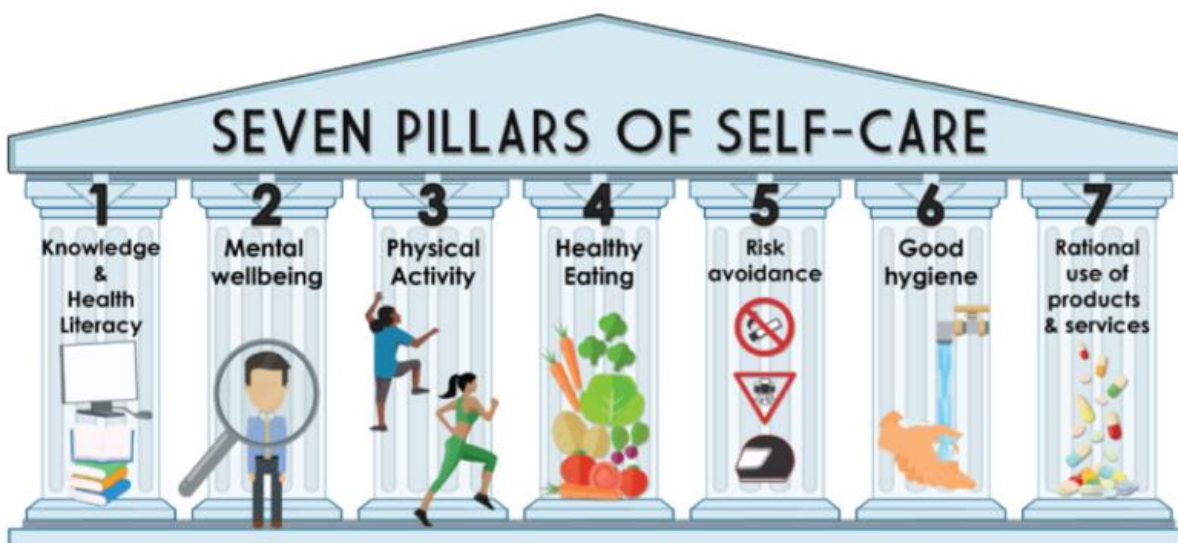 SEVEN PILLARS OF SELF-CARE
1
Knowledge
&
Health
Literacy
2
Mental
wellbeing
3
Physical
Activity
4
Healthy
Eating
5
Risk
avoidance
6
Good
hygiene
7
Rational
use of
products
& services